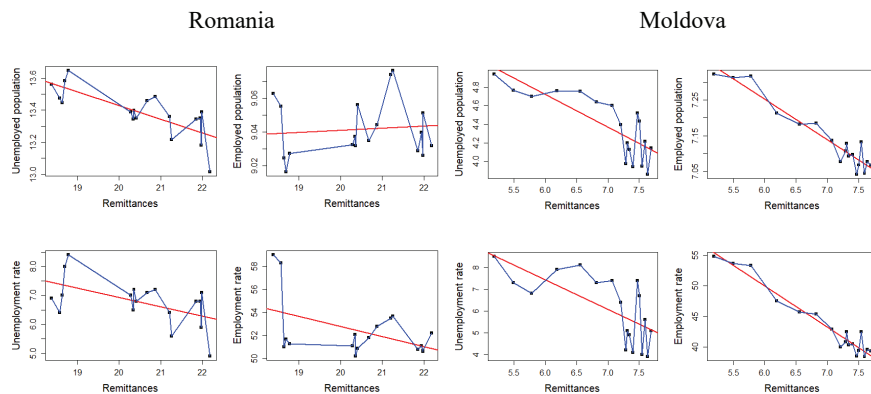 Romania
Moldova
Unemployed population
13.0 13.2 13.4 13.6
19 20 21 22
Remittances
Employed population
9.02 9.04 9.06
19 20 21 22
Remittances
Unemployed population
4.0 4.2 4.4 4.6 4.8
5.5 6.0 6.5 7.0 7.5
Remittances
Employed population
7.05 7.15 7.25
5.5 6.0 6.5 7.0 7.5
Remittances
Unemployment rate
5.0 6.0 7.0 8.0
19 20 21 22
Remittances
Employment rate
50 52 54 56 58
19 20 21 22
Remittances
Unemployment rate
4 6 8
5.5 6.0 6.5 7.0 7.5
Remittances
Employment rate
40 45 50 55
5.5 6.0 6.5 7.0 7.5
Remittances